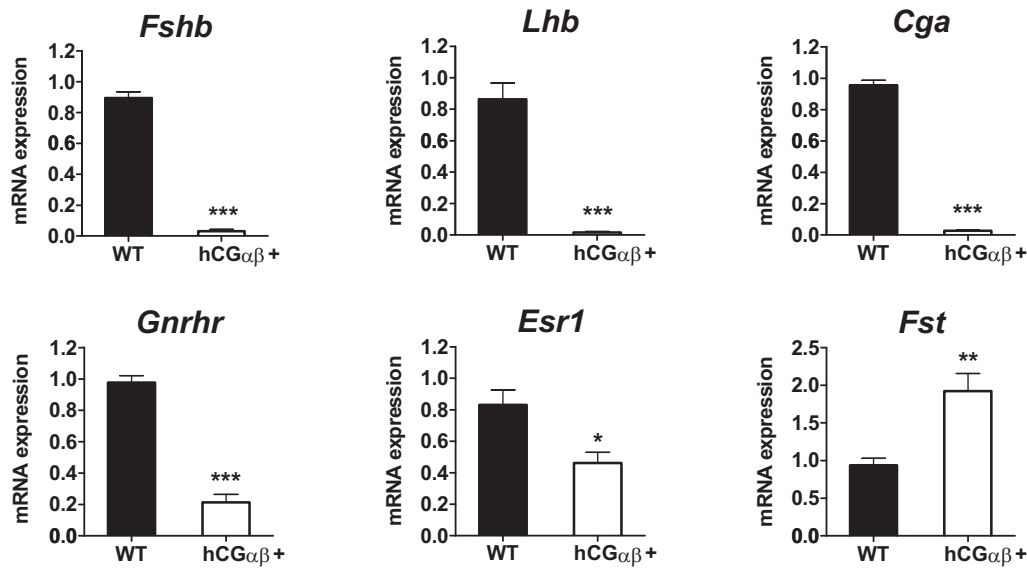 Fshb
mRNA expression
1.2
1.0
0.8
0.6
0.4
0.2
0.0
***
WT hCGαβ +
Lhb
mRNA expression
1.2
1.0
0.8
0.6
0.4
0.2
0.0
***
WT hCGαβ +
Cga
mRNA expression
1.2
1.0
0.8
0.6
0.4
0.2
0.0
***
WT hCGαβ +
Gnrhr
mRNA expression
1.2
1.0
0.8
0.6
0.4
0.2
0.0
***
WT hCGαβ +
Esr1
mRNA expression
1.2
1.0
0.8
0.6
0.4
0.2
0.0
*
WT hCGαβ +
Fst
mRNA expression
2.5
2.0
1.5
1.0
0.5
0.0
**
WT hCGαβ +